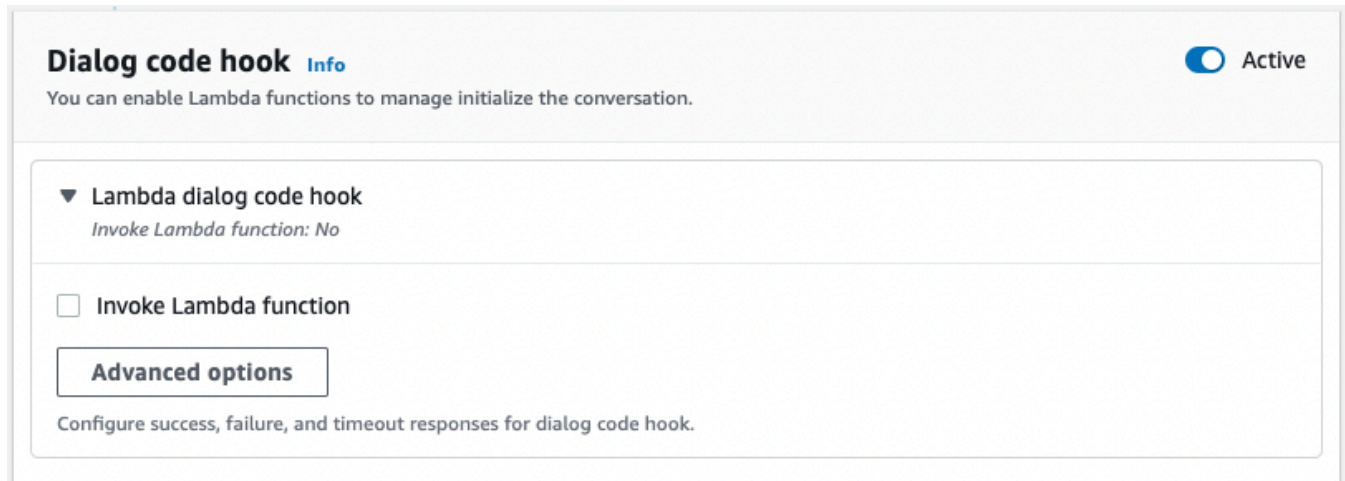 Dialog code hook Info
Active
You can enable Lambda functions to manage initialize the conversation.
Lambda dialog code hook
Invoke Lambda function: No
Invoke Lambda function
Advanced options
Configure success, failure, and timeout responses for dialog code hook.